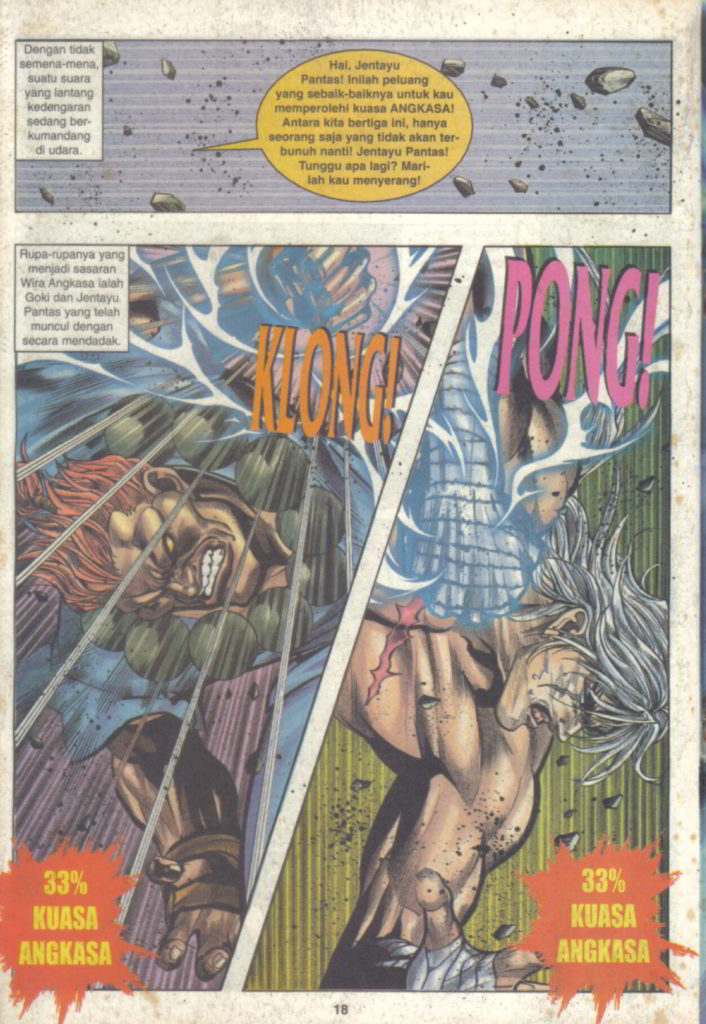 Dengan tidak
semena-mena,
suatu suara
yang lantang
kedengaran
sedang ber-
kumandang
di udara.
Hai, Jentayu
Pantas! Inilah peluang
yang sebaik-baiknya untuk kau
memperolehi kuasa ANGKASA!
Antara kita bertiga ini, hanya
seorang saja yang tidak akan ter-
bunuh nanti! Jentayu Pantas!
Tunggu apa lagi? Mari-
lah kau menyerang!
Rupa-rupanya yang
menjadi sasaran
Wira Angkasa ialah
Goki dan Jentayu
Pantas yang telah
muncul dengan
secara mendadak.
KLONG!
PONG!
33%
KUASA
ANGKASA
33%
KUASA
ANGKASA
18